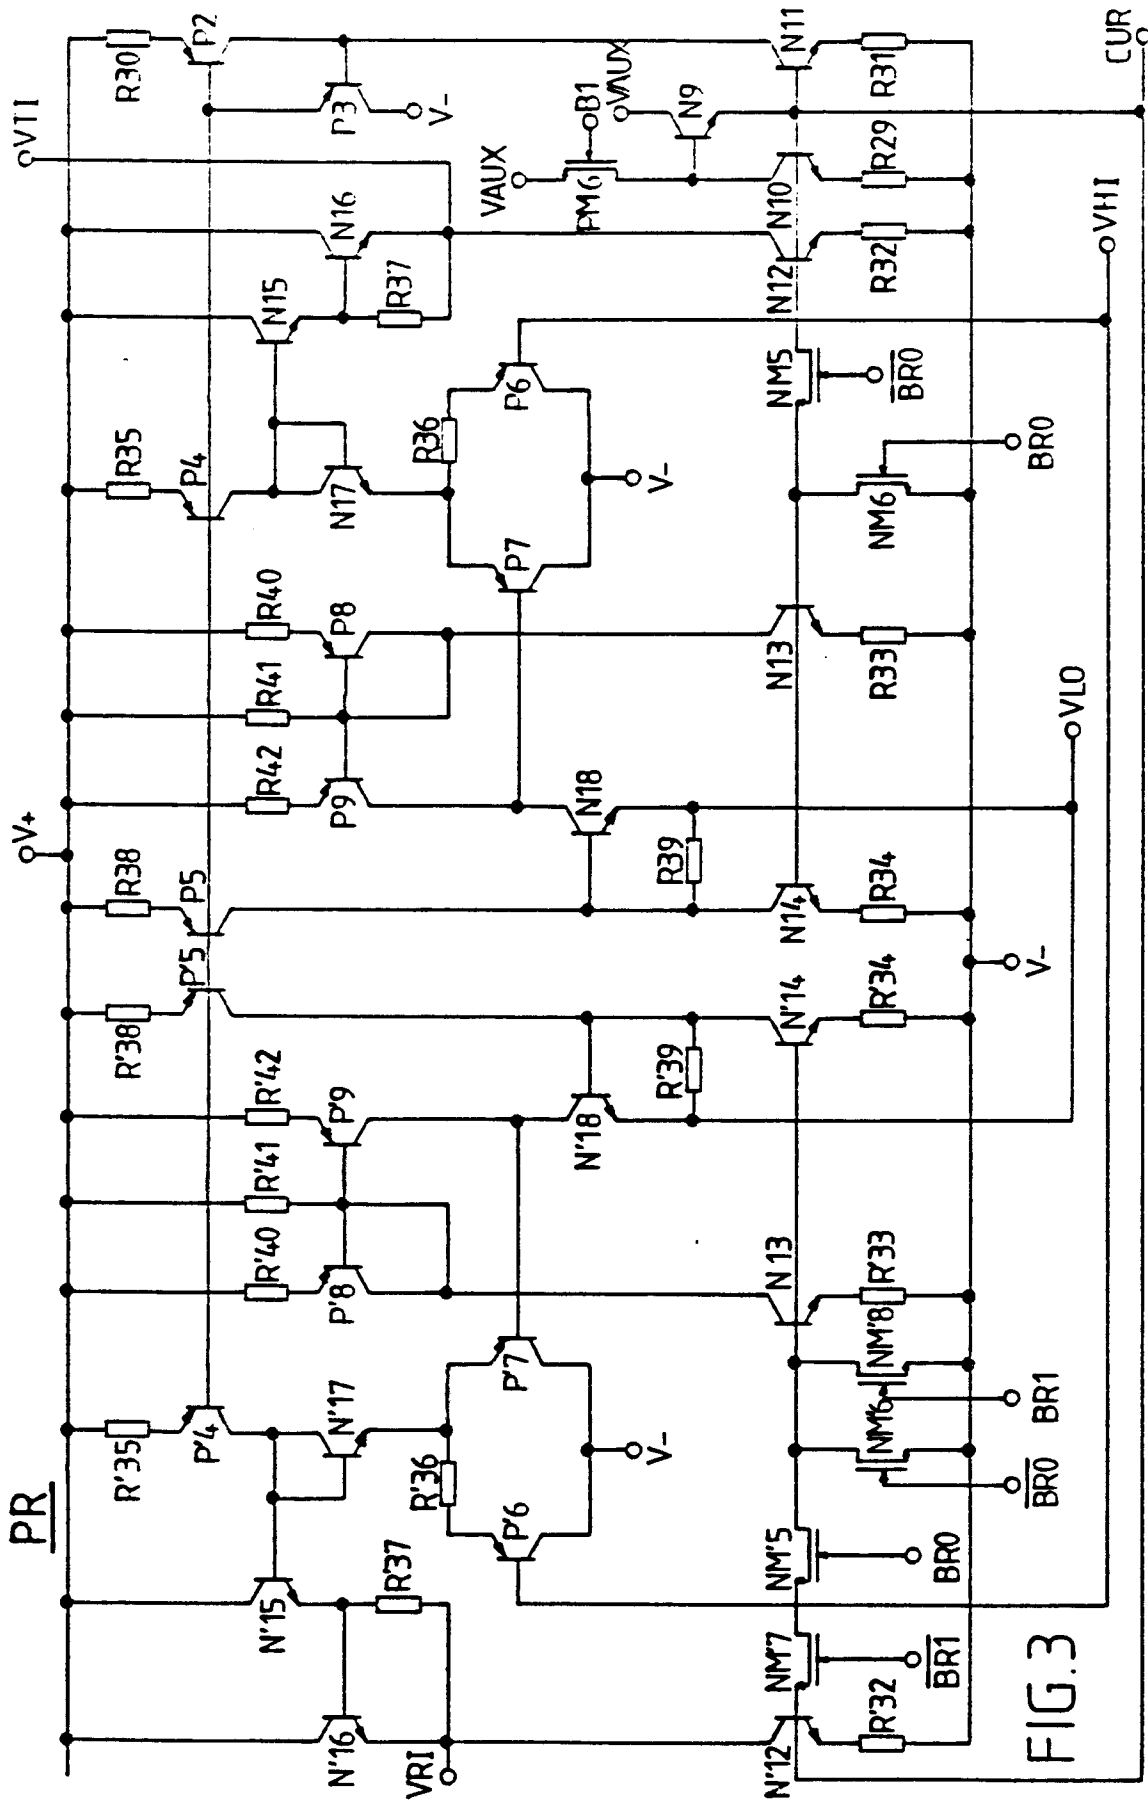 PR
V+
VTI
R'35
R'38
R38
R35
R30
P'4
P'5
P5
P4
P2
N'15
R'40
R'41
R'42
R42
R41
R40
N15
N'16
N'17
P'8
P'9
P9
P8
N17
N16
P3
R'37
R'36
R36
R37
V-
VRI
P'6
P'7
P7
P6
VAUX
N'18
N18
PM6
B1
VAUX
V-
R'39
R39
V-
N9
N'12
NM'7
NM'5
N 13
N'14
N14
N13
NM5
N12
N10
N11
R'32
NM'6
NM'8
R'33
R'34
R34
R33
NM6
R32
R29
R31
B̅R̅1̅
BR0
B̅R̅0̅
BR1
V-
BR0
B̅R̅0̅
VLO
VHI
CUR
FIG.3